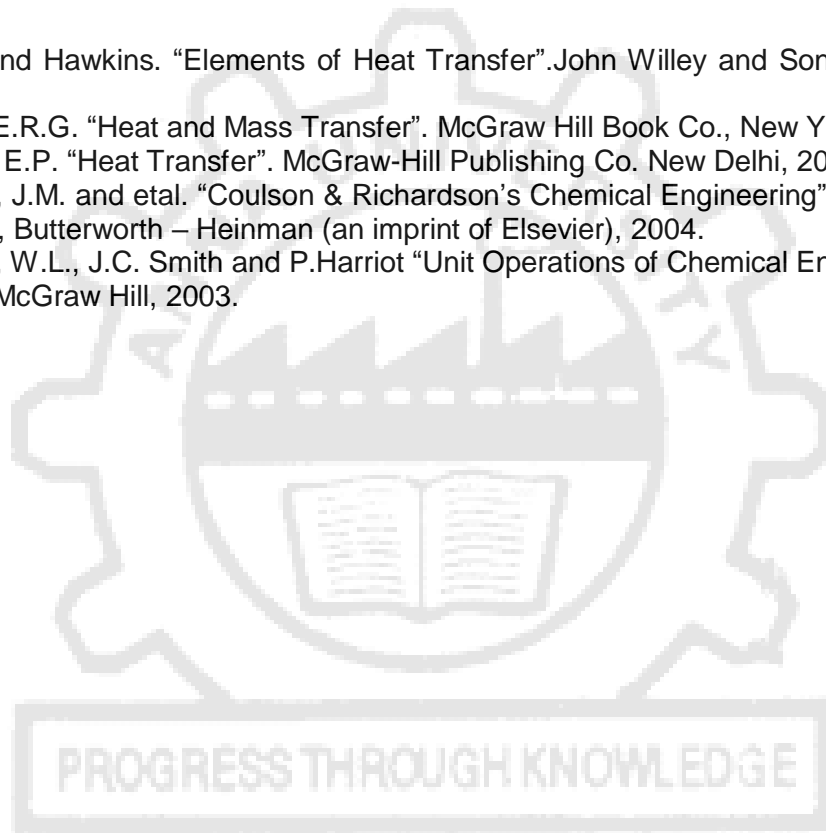 nd Hawkins. “Elements of Heat Transfer”.John Willey and Son
E.R.G. “Heat and Mass Transfer”. McGraw Hill Book Co., New Y
E.P. “Heat Transfer”. McGraw-Hill Publishing Co. New Delhi, 20
, J.M. and etal. “Coulson & Richardson’s Chemical Engineering”
, Butterworth – Heinman (an imprint of Elsevier), 2004.
, W.L., J.C. Smith and P.Harriot “Unit Operations of Chemical En
McGraw Hill, 2003.
ANNA UNIVERSITY
PROGRESS THROUGH KNOWLEDGE